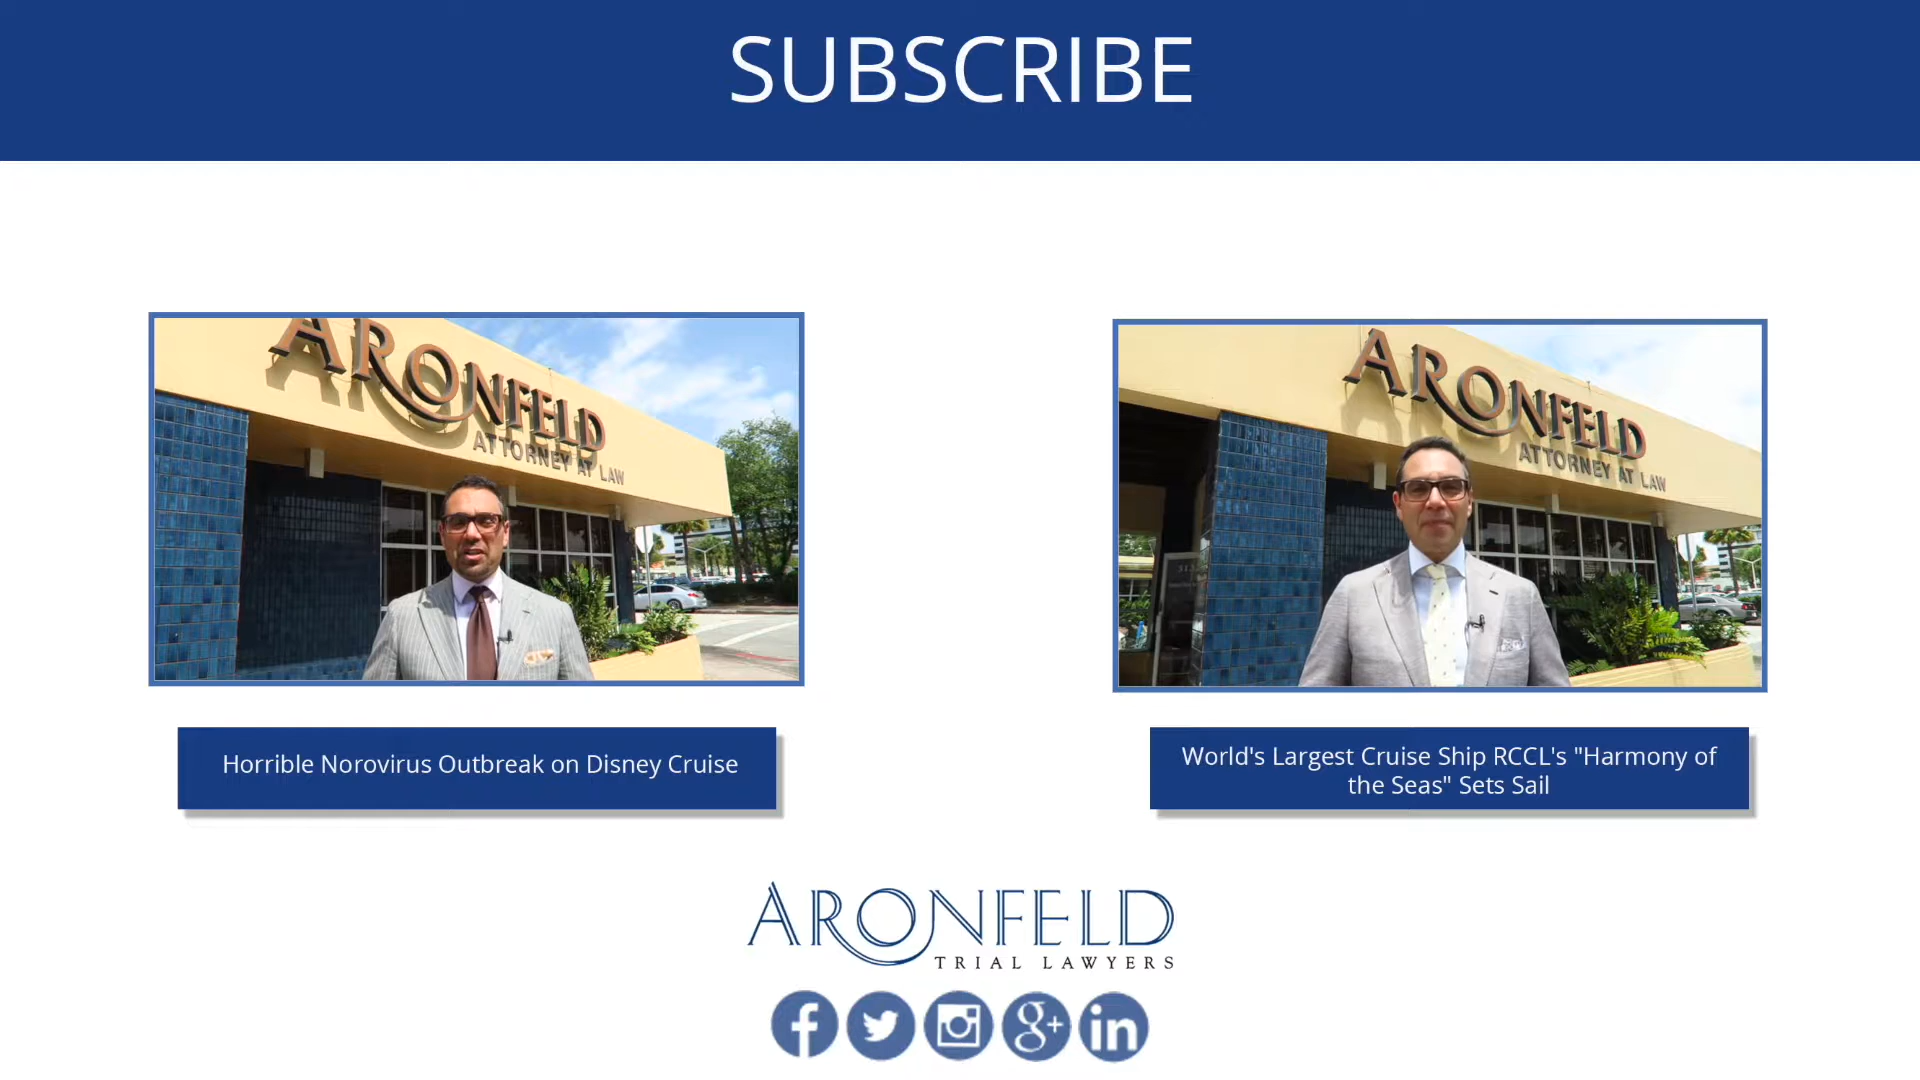 SUBSCRIBE
ARONFELD
ATTORNEY AT LAW
ARONFELD
ATTORNEY AT LAW
Horrible Norovirus Outbreak on Disney Cruise
World's Largest Cruise Ship RCCL's "Harmony of
the Seas" Sets Sail
ARONFELD
TRIAL LAWYERS
f
g+
in